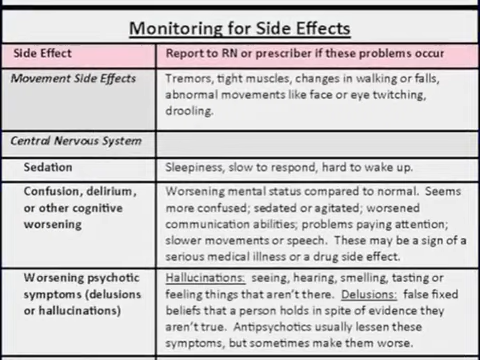 Monitoring for Side Effects
Side Effect
Report to RN or prescriber if these problems occur
Movement Side Effects
Tremors, tight muscles, changes in walking or falls,
abnormal movements like face or eye twitching,
drooling.
Central Nervous System
Sedation
Sleepiness, slow to respond, hard to wake up.
Confusion, delirium,
or other cognitive
worsening
Worsening mental status compared to normal.  Seems
more confused; sedated or agitated; worsened
communication abilities; problems paying attention;
slower movements or speech.  These may be a sign of a
serious medical illness or a drug side effect.
Worsening psychotic
symptoms (delusions
or hallucinations)
Hallucinations:  seeing, hearing, smelling, tasting or
feeling things that aren't there.  Delusions:  false fixed
beliefs that a person holds in spite of evidence they
aren't true.  Antipsychotics usually lessen these
symptoms, but sometimes make them worse.